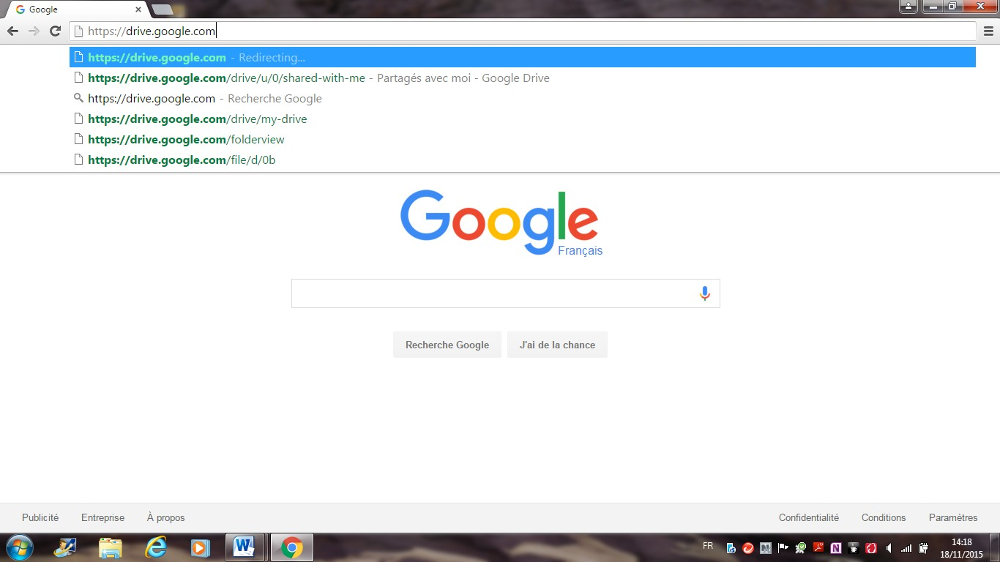 Google
https://drive.google.com
https://drive.google.com - Redirecting...
https://drive.google.com/drive/u/0/shared-with-me - Partagés avec moi - Google Drive
https://drive.google.com - Recherche Google
https://drive.google.com/drive/my-drive
https://drive.google.com/folderview
https://drive.google.com/file/d/0b
Google
Français
Recherche Google J'ai de la chance
Publicité Entreprise À propos Confidentialité Conditions Paramètres
FR 14:18
18/11/2015